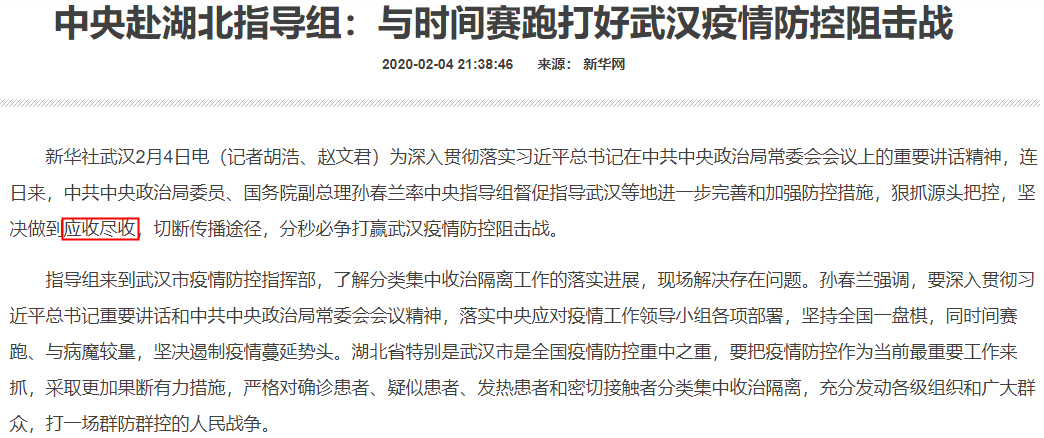 中央赴湖北指导组：与时间赛跑打好武汉疫情防控阻击战
2020-02-04 21:38:46 来源： 新华网
新华社武汉2月4日电（记者胡浩、赵文君）为深入贯彻落实习近平总书记在中共中央政治局常委会会议上的重要讲话精神，连
日来，中共中央政治局委员、国务院副总理孙春兰率中央指导组督促指导武汉等地进一步完善和加强防控措施，狠抓源头把控，坚
决做到应收尽收，切断传播途径，分秒必争打赢武汉疫情防控阻击战。
指导组来到武汉市疫情防控指挥部，了解分类集中收治隔离工作的落实进展，现场解决存在问题。孙春兰强调，要深入贯彻习
近平总书记重要讲话和中共中央政治局常委会会议精神，落实中央应对疫情工作领导小组各项部署，坚持全国一盘棋，同时间赛
跑、与病魔较量，坚决遏制疫情蔓延势头。湖北省特别是武汉市是全国疫情防控重中之重，要把疫情防控作为当前最重要工作来
抓，采取更加果断有力措施，严格对确诊患者、疑似患者、发热患者和密切接触者分类集中收治隔离，充分发动各级组织和广大群
众，打一场群防群控的人民战争。